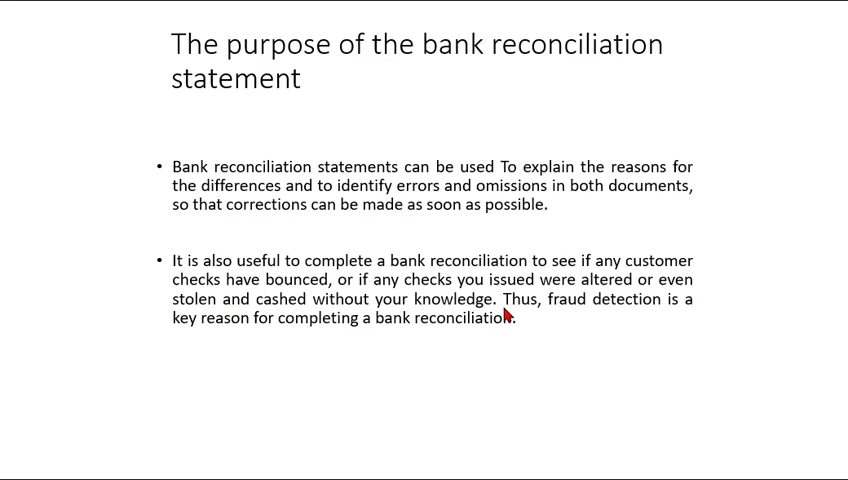 The purpose of the bank reconciliation
statement
• Bank reconciliation statements can be used To explain the reasons for
the differences and to identify errors and omissions in both documents,
so that corrections can be made as soon as possible.
• It is also useful to complete a bank reconciliation to see if any customer
checks have bounced, or if any checks you issued were altered or even
stolen and cashed without your knowledge. Thus, fraud detection is a
key reason for completing a bank reconciliation.